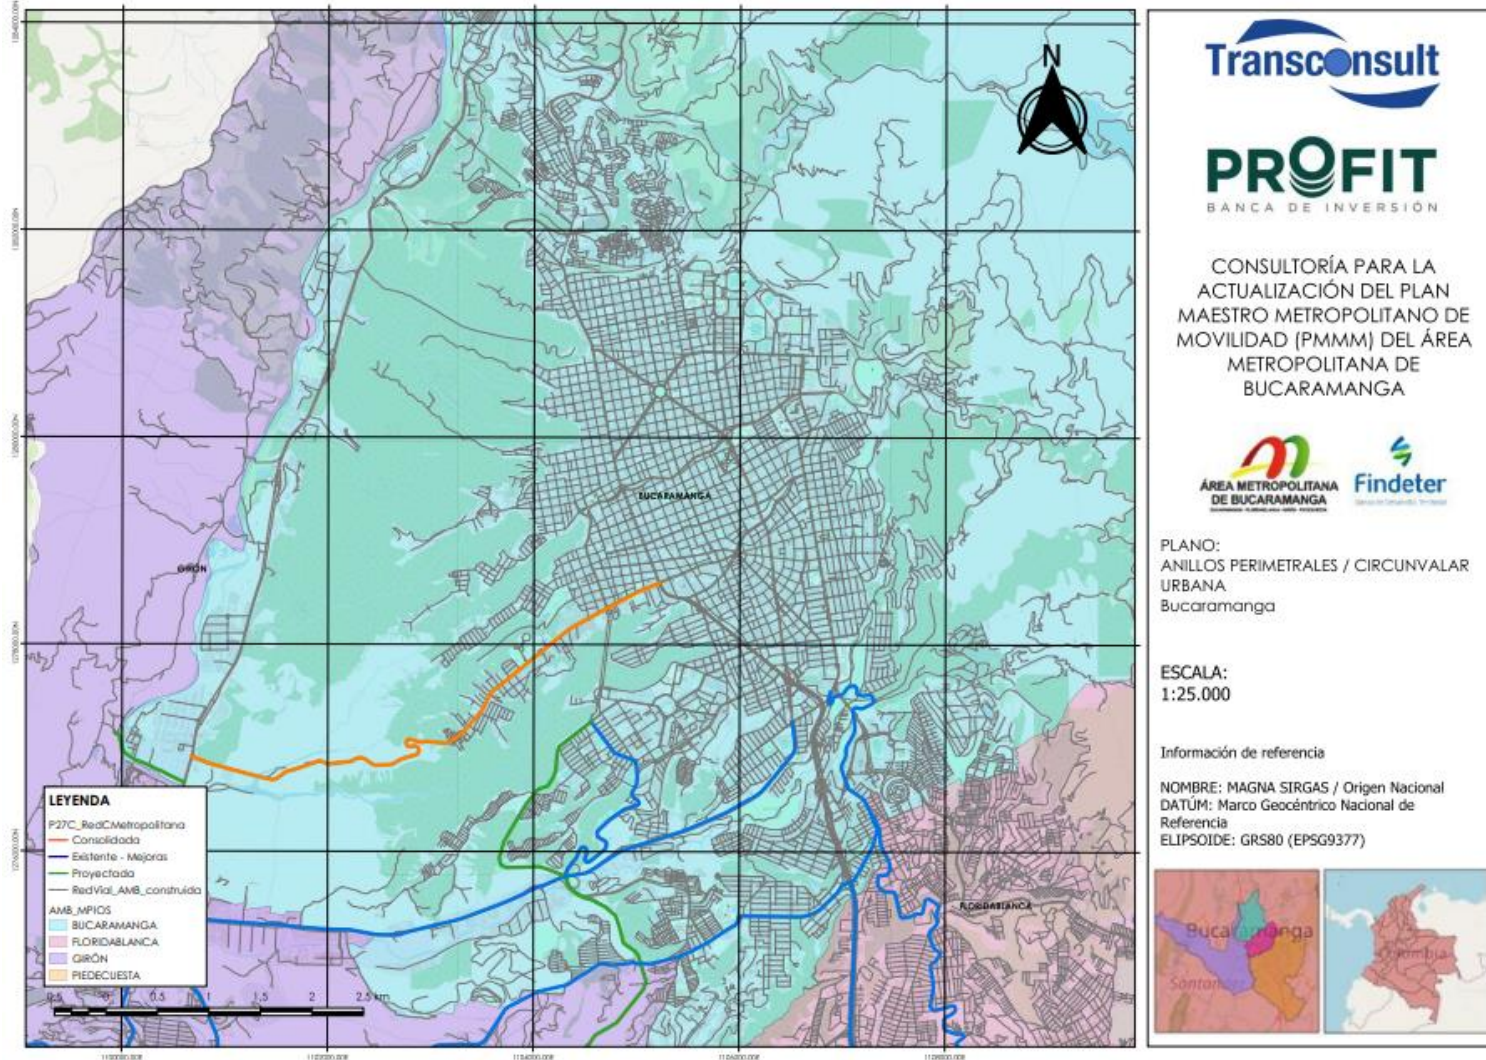 N
BUCARAMANGA
GIRÓN
FLORIDABLANCA
LEYENDA
P27C_RedCMetropolitana
Consolidada
Existente - Mejoras
Proyectada
RedVial_AMB_construida
AMB_MPIOS
BUCARAMANGA
FLORIDABLANCA
GIRÓN
PIEDECUESTA
0.5 0 0.5 1 1.5 2 2.5 km
Transconsult
PROFIT
BANCA DE INVERSIÓN
CONSULTORÍA PARA LA
ACTUALIZACIÓN DEL PLAN
MAESTRO METROPOLITANO DE
MOVILIDAD (PMMM) DEL ÁREA
METROPOLITANA DE
BUCARAMANGA
ÁREA METROPOLITANA
DE BUCARAMANGA
Findeter
PLANO:
ANILLOS PERIMETRALES / CIRCUNVALAR
URBANA
Bucaramanga
ESCALA:
1:25.000
Información de referencia
NOMBRE: MAGNA SIRGAS / Origen Nacional
DATÚM: Marco Geocéntrico Nacional de
Referencia
ELIPSOIDE: GRS80 (EPSG9377)
Bucaramanga
Santander
Colombia